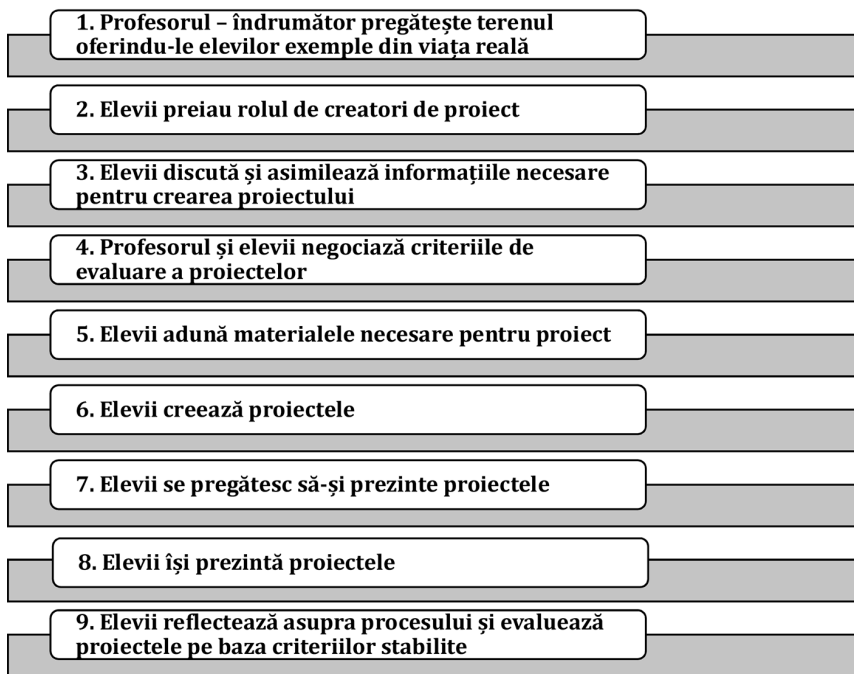 1. Profesorul – îndrumător pregătește terenul
oferindu-le elevilor exemple din viața reală
2. Elevii preiau rolul de creatori de proiect
3. Elevii discută și asimilează informațiile necesare
pentru crearea proiectului
4. Profesorul și elevii negociază criteriile de
evaluare a proiectelor
5. Elevii adună materialele necesare pentru proiect
6. Elevii creează proiectele
7. Elevii se pregătesc să-și prezinte proiectele
8. Elevii își prezintă proiectele
9. Elevii reflectează asupra procesului și evaluează
proiectele pe baza criteriilor stabilite